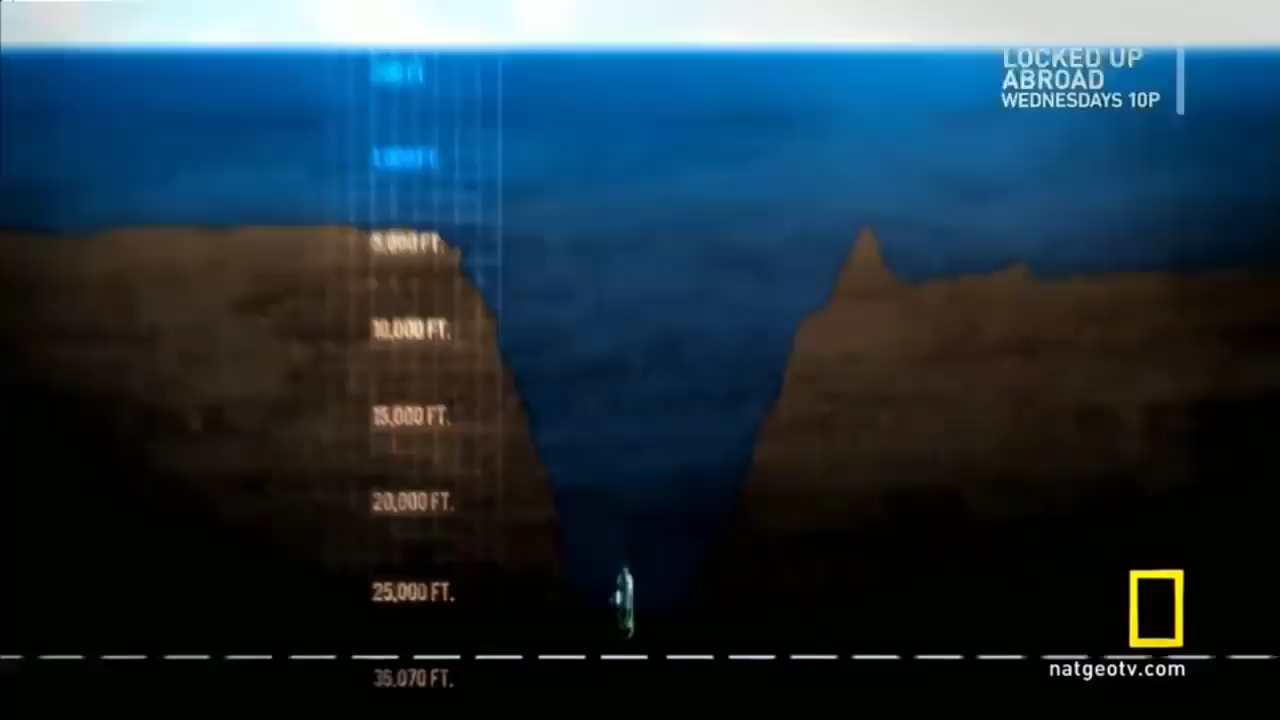 LOCKED UP
ABROAD
WEDNESDAYS 10P
1,000 FT.
5,000 FT.
10,000 FT.
15,000 FT.
20,000 FT.
25,000 FT.
36,070 FT.
natgeotv.com